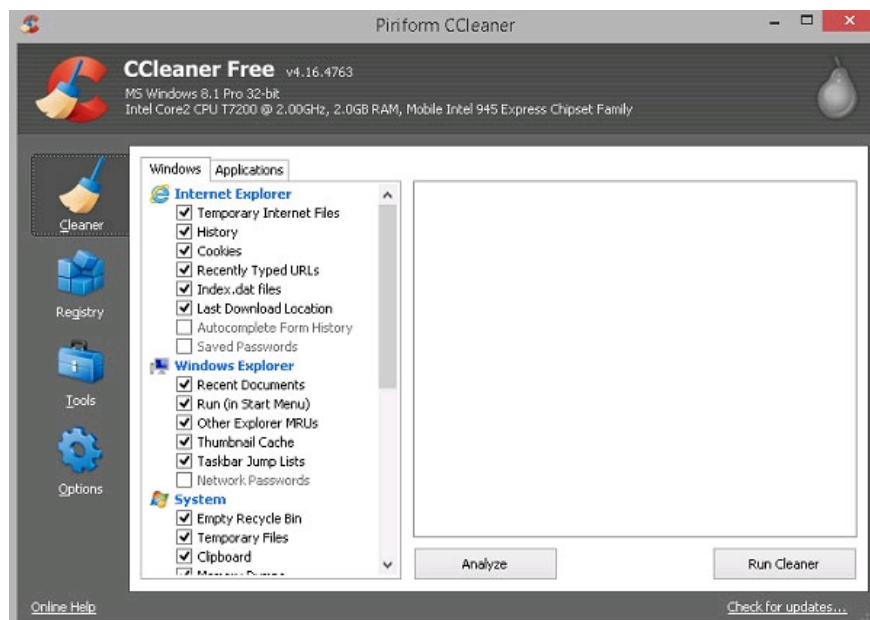 Piriform CCleaner
CCleaner Free v4.16.4763
MS Windows 8.1 Pro 32-bit
Intel Core2 CPU T7200 @ 2.00GHz, 2.0GB RAM, Mobile Intel 945 Express Chipset Family
Cleaner
Registry
Tools
Options
Windows Applications
Internet Explorer
Temporary Internet Files
History
Cookies
Recently Typed URLs
Index.dat files
Last Download Location
Autocomplete Form History
Saved Passwords
Windows Explorer
Recent Documents
Run (in Start Menu)
Other Explorer MRUs
Thumbnail Cache
Taskbar Jump Lists
Network Passwords
System
Empty Recycle Bin
Temporary Files
Clipboard
Memory Dumps
Analyze
Run Cleaner
Online Help
Check for updates...